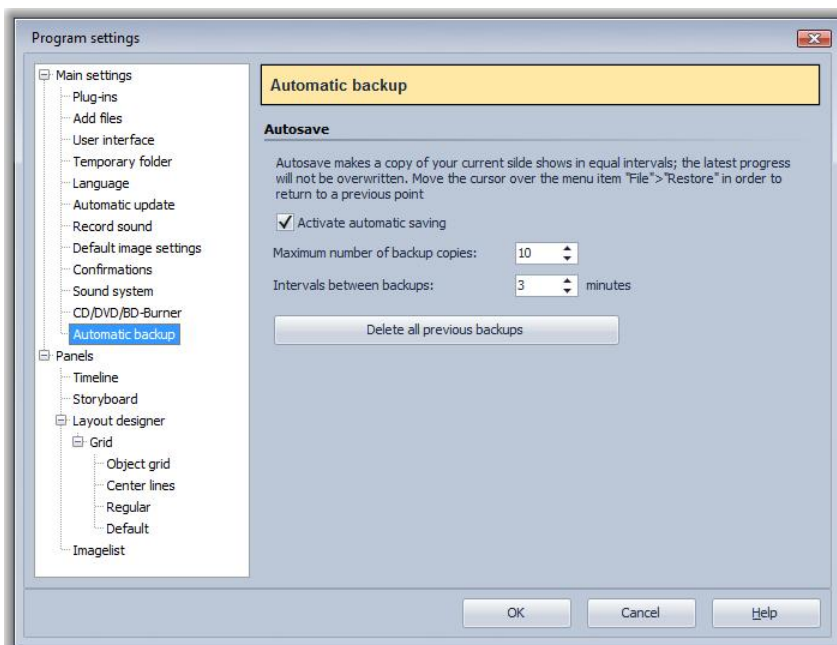 Program settings
Main settings
Plug-ins
Add files
User interface
Temporary folder
Language
Automatic update
Record sound
Default image settings
Confirmations
Sound system
CD/DVD/BD-Burner
Automatic backup
Panels
Timeline
Storyboard
Layout designer
Grid
Object grid
Center lines
Regular
Default
Imagelist
Automatic backup
Autosave
Autosave makes a copy of your current silde shows in equal intervals; the latest progress
will not be overwritten. Move the cursor over the menu item "File">"Restore" in order to
return to a previous point
Activate automatic saving
Maximum number of backup copies: 10
Intervals between backups: 3 minutes
Delete all previous backups
OK Cancel Help